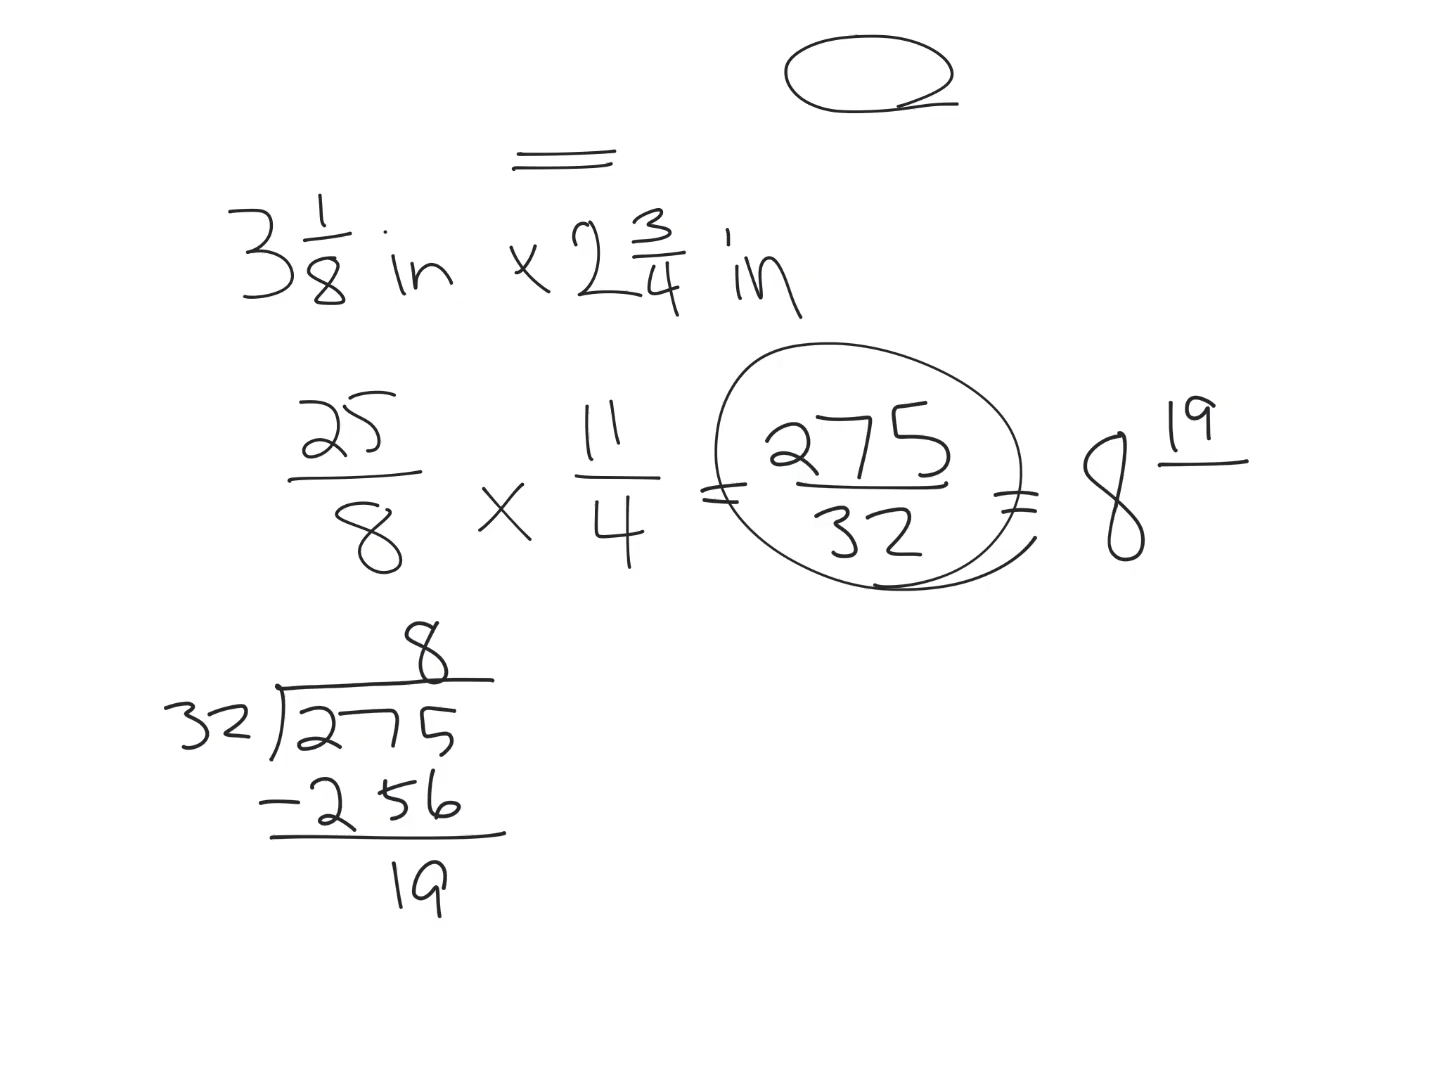 3 1/8 in x 2 3/4 in
25/8 x 11/4 = 275/32 = 8 19/
8
32)275
-256
19